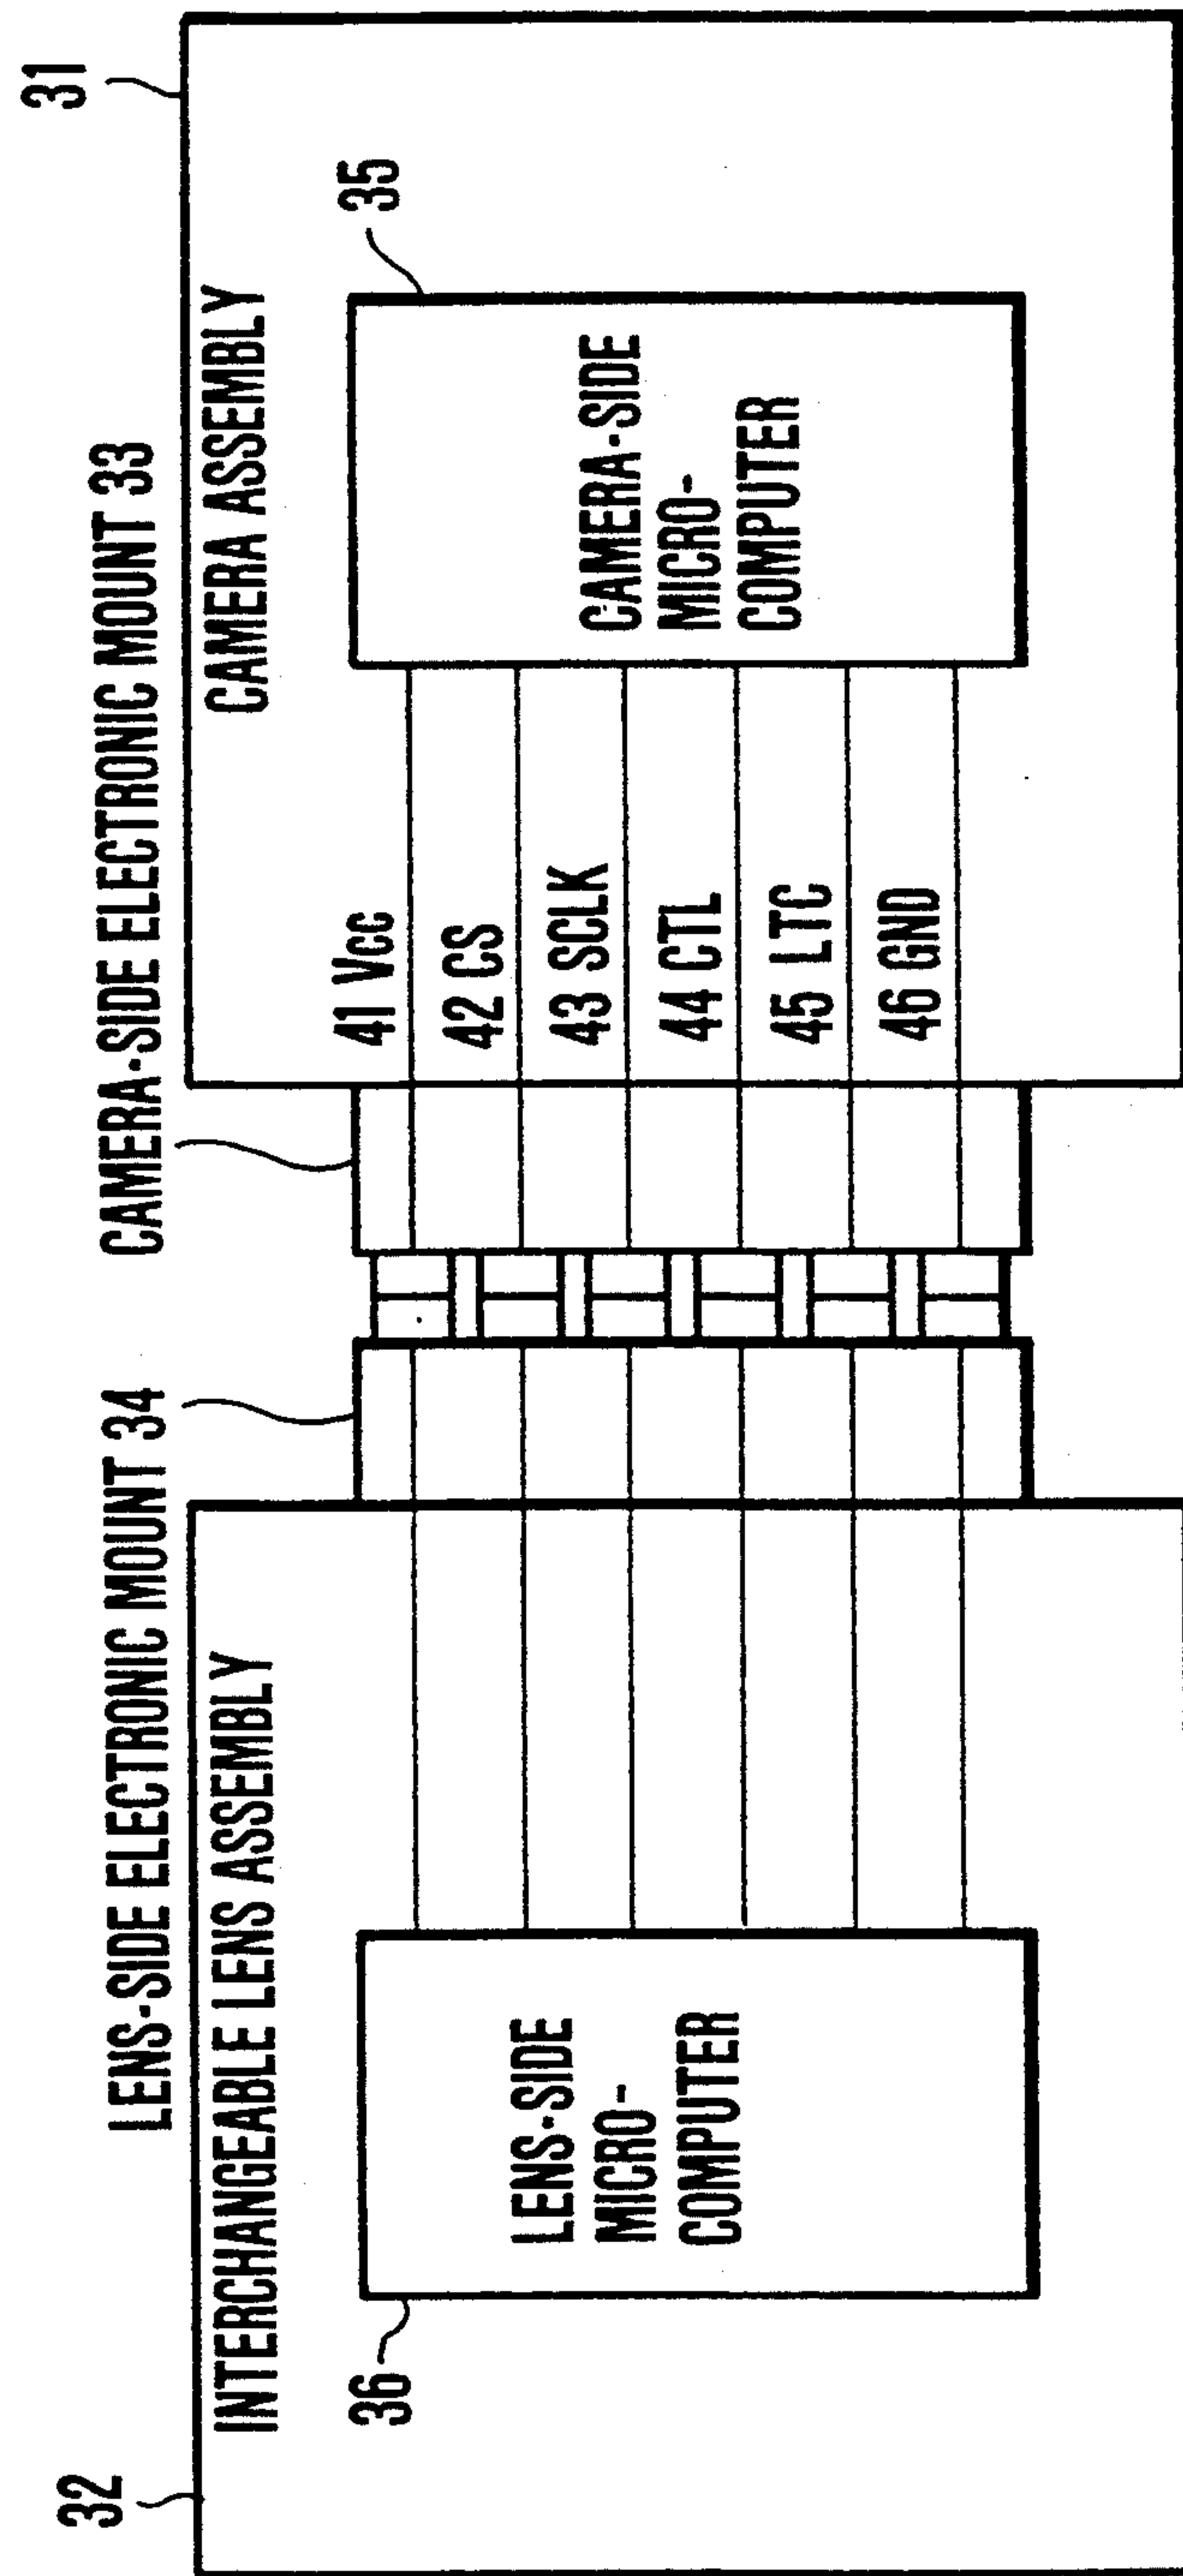 LENS-SIDE ELECTRONIC MOUNT 34
CAMERA-SIDE ELECTRONIC MOUNT 33
32
31
INTERCHANGEABLE LENS ASSEMBLY
CAMERA ASSEMBLY
36
35
LENS-SIDE
MICRO-
COMPUTER
41 Vcc
42 CS
43 SCLK
44 CTL
45 LTC
46 GND
CAMERA-SIDE
MICRO-
COMPUTER